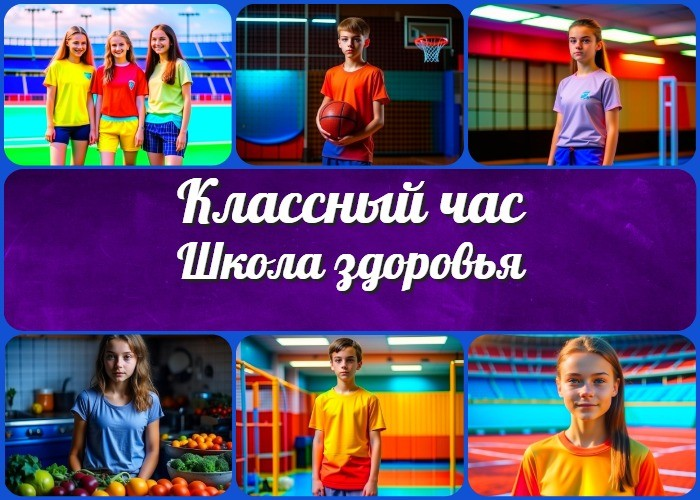 Классный час
Школа здоровья